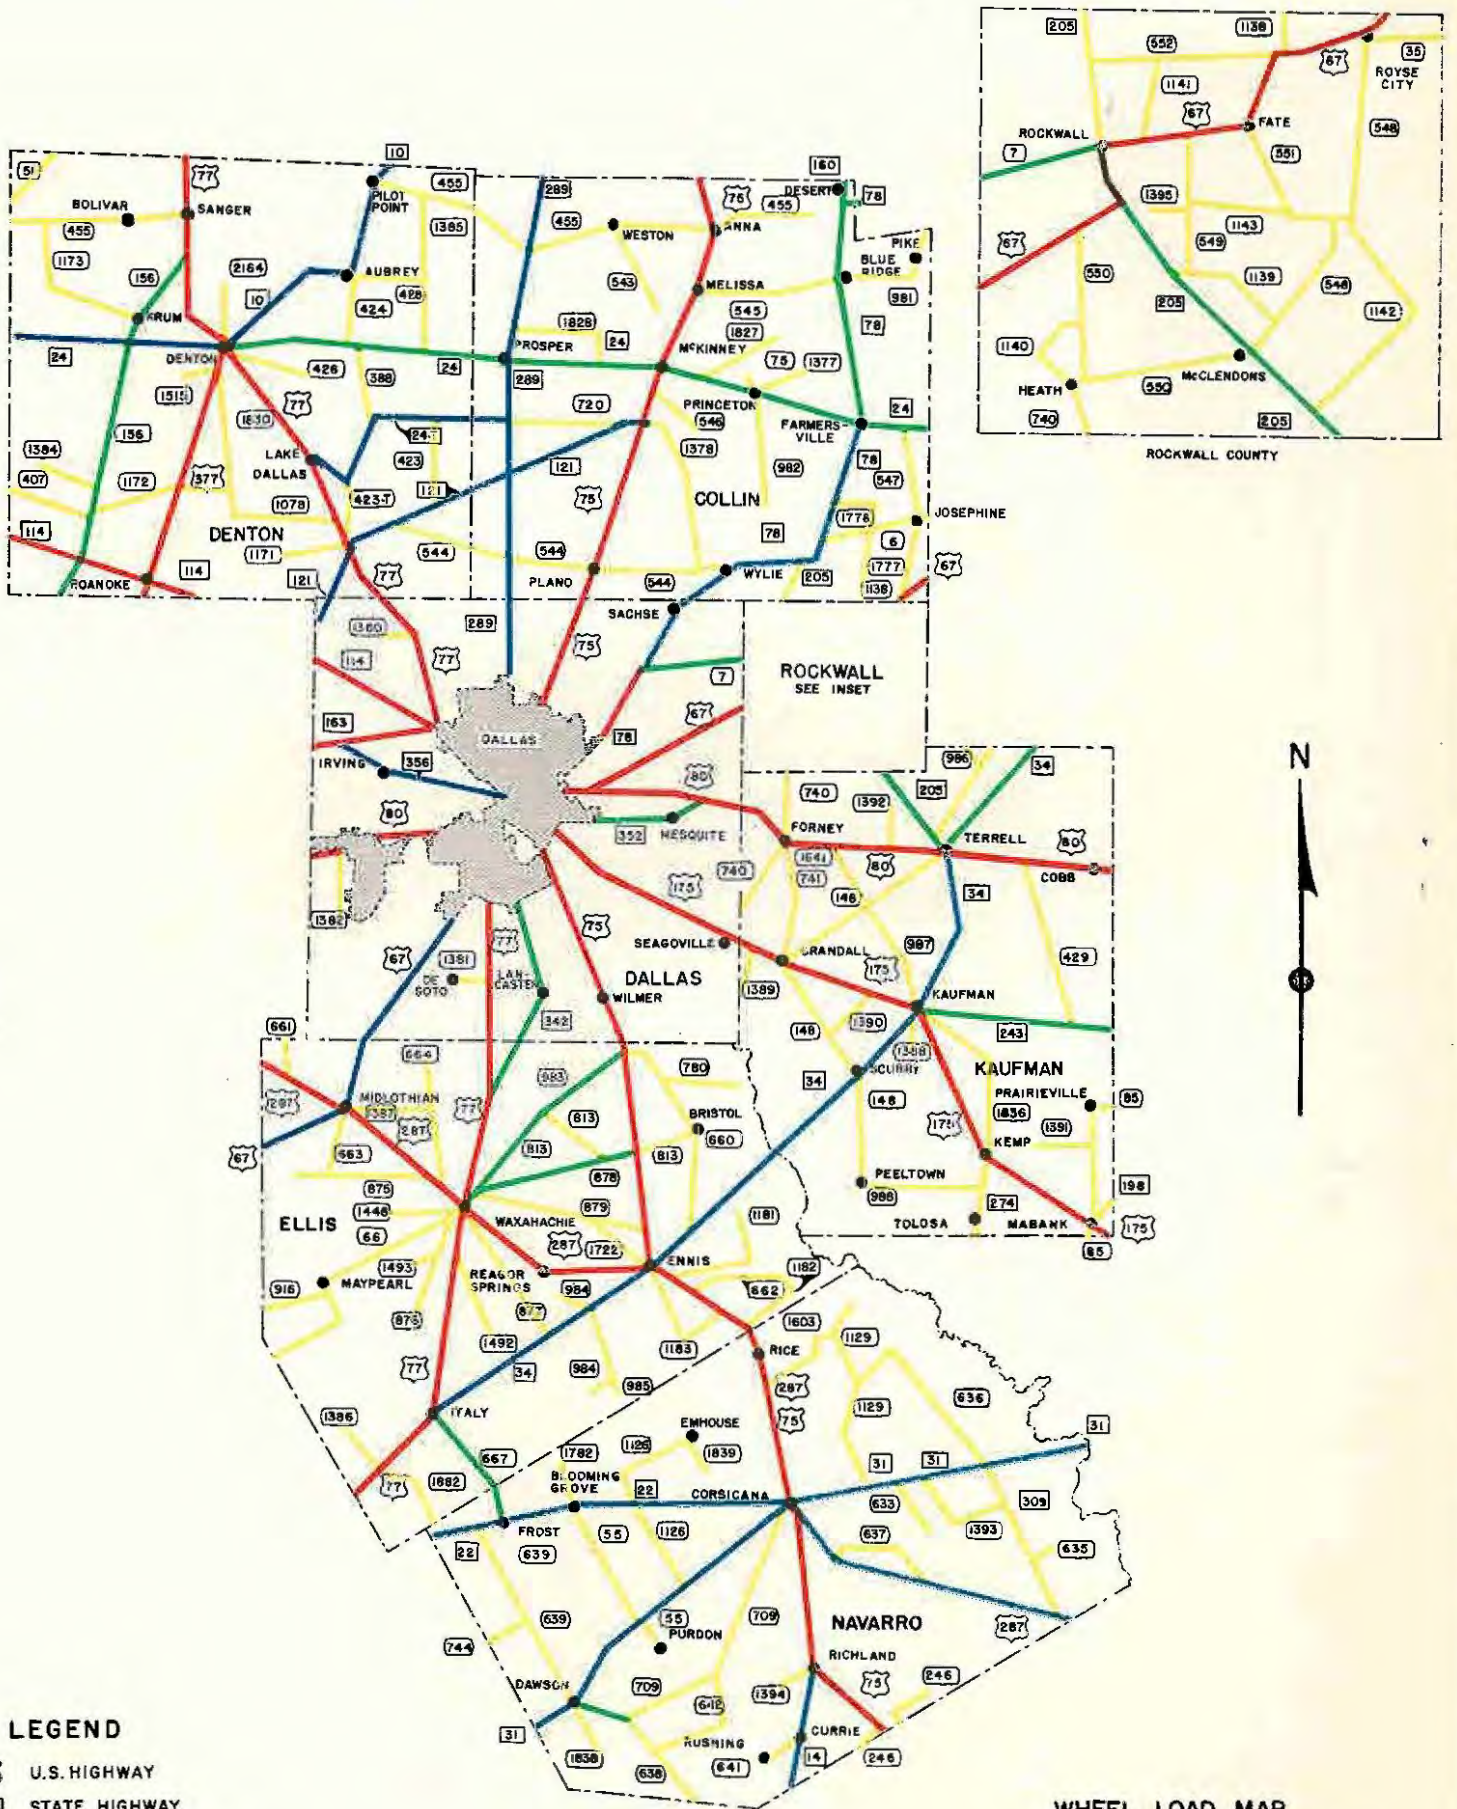 205
1138
552
67
35
ROYSE
CITY
1141
67
FATE
548
ROCKWALL
7
551
1395
1143
67
549
550
1139
548
205
1142
1140
HEATH
550
McCLENDONS
740
205
ROCKWALL COUNTY
10
51
77
PILOT
POINT
455
289
160
DESERT
78
BOLIVAR
SANGER
455
1385
455
WESTON
76
455
ANNA
PIKE
BLUE
RIDGE
1173
156
2164
AUBREY
10
424
428
543
MELISSA
981
KRUM
545
78
1828
1827
24
DENTON
PROSPER
24
McKINNEY
426
388
24
289
75
1377
1515
77
720
PRINCETON
546
FARMERS-
VILLE
24
1830
156
24-T
1378
1384
LAKE
DALLAS
423
121
982
78
547
407
1172
377
423-T
121
75
COLLIN
1078
JOSEPHINE
114
DENTON
1778
78
6
1171
544
544
ROANOKE
114
121
77
PLANO
544
WYLIE
205
1777
67
1138
SACHSE
289
1380
75
114
77
7
ROCKWALL
SEE INSET
163
67
DALLAS
78
IRVING
356
80
986
34
740
1392
205
80
352
MESQUITE
FORNEY
TERRELL
80
1641
80
740
741
COBB
175
148
34
1382
75
987
SEAGOVILLE
CRANDALL
77
67
1381
DE
SOTO
LAN-
CASTER
DALLAS
175
429
WILMER
1389
KAUFMAN
342
148
1390
243
661
664
1388
KAUFMAN
983
780
SCURRY
34
PRAIRIEVILLE
287
MIDLOTHIAN
1387
77
148
85
287
613
BRISTOL
660
175
1836
1391
67
663
813
813
KEMP
878
875
PEELTOWN
198
1446
879
988
274
ELLIS
WAXAHACHIE
1181
TOLOSA
MABANK
175
66
287
1722
85
1493
ENNIS
1182
916
MAYPEARL
REAGOR
SPRINGS
984
662
876
877
1603
1492
1183
1129
77
34
984
RICE
985
287
636
1386
ITALY
1129
75
EMHOUSE
31
1782
1126
1839
667
31
31
77
1682
BLOOMING
GROVE
22
CORSICANA
633
309
FROST
55
1126
1393
22
639
637
635
639
709
NAVARRO
287
55
744
PURDON
RICHLAND
DAWSON
709
75
246
1394
642
31
CURRIE
RUSHING
1838
638
641
14
246
LEGEND
U.S. HIGHWAY
STATE HIGHWAY
WHEEL LOAD MAP
N